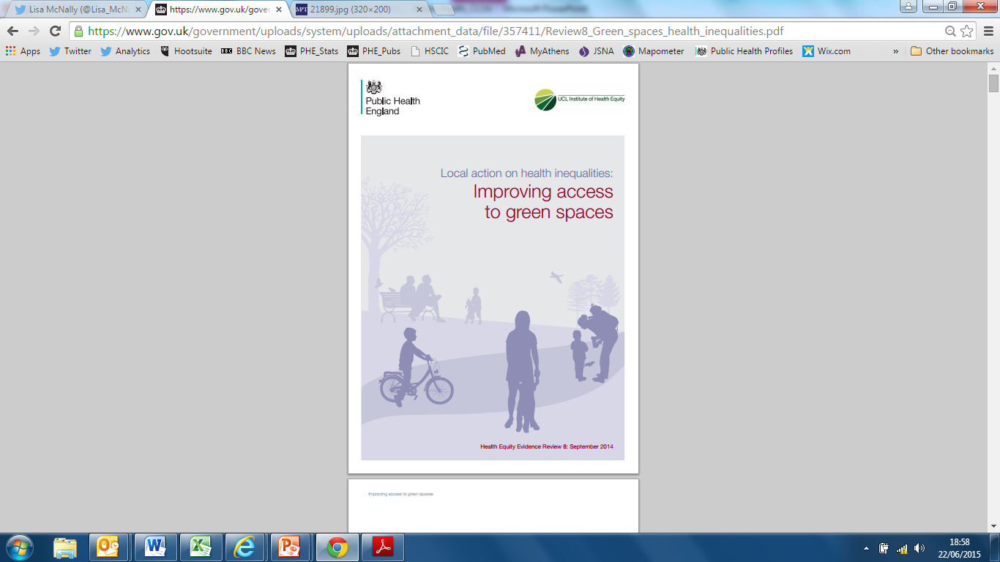 Lisa McNally (@Lisa_McNa
https://www.gov.uk/gover
21899.jpg (320×200)
https://www.gov.uk/government/uploads/system/uploads/attachment_data/file/357411/Review8_Green_spaces_health_inequalities.pdf
Apps Twitter Analytics Hootsuite BBC BBC News PHE_Stats PHE_Pubs HSCIC PubMed MyAthens JSNA Mapometer Public Health Profiles Wix.com » Other bookmarks
Public Health
England
UCL Institute of Health Equity
Local action on health inequalities:
Improving access
to green spaces
Health Equity Evidence Review 8: September 2014
Improving access to green spaces
18:58
22/06/2015